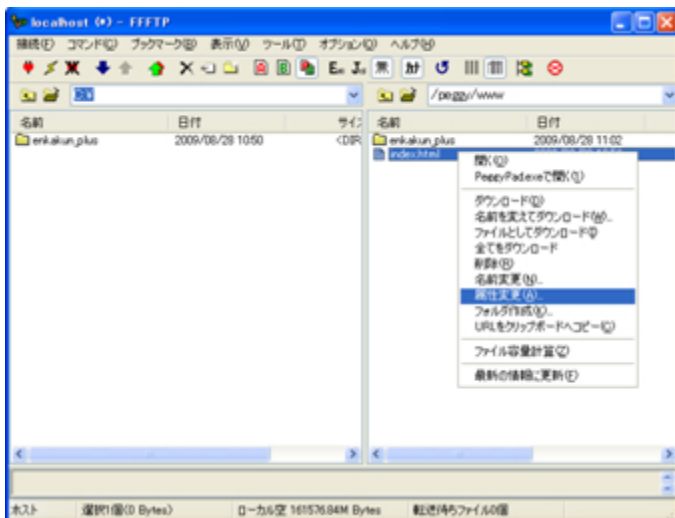 localhost (*) - FFFTP
接続(F) コマンド(C) ブックマーク(B) 表示(V) ツール(T) オプション(O) ヘルプ(H)
/peggy/www
名前 日付 サイズ
enkakun_plus 2009/08/28 10:50 <DIR
名前 日付
enkakun_plus 2009/08/28 11:02
index.html
開く(O)
PeggyPad.exeで開く(1)
ダウンロード(D)
名前を変えてダウンロード(W)...
ファイルとしてダウンロード(I)
全てをダウンロード
削除(R)
名前変更(N)...
属性変更(A)...
フォルダ作成(K)...
URLをクリップボードへコピー(C)
ファイル容量計算(Z)
最新の情報に更新(F)
ホスト 選択1個(0 Bytes) ローカル空 161576.84M Bytes 転送待ちファイル0個